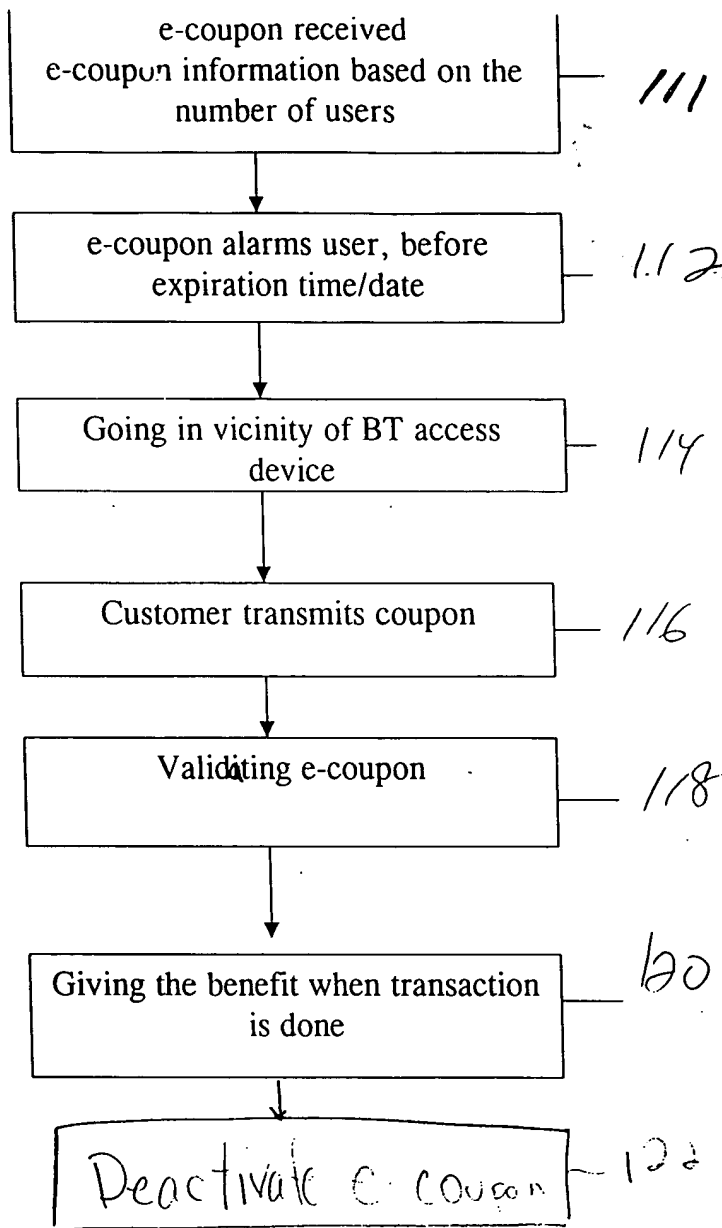 e-coupon received
e-coupon information based on the
number of users
111
e-coupon alarms user, before
expiration time/date
112
Going in vicinity of BT access
device
114
Customer transmits coupon
116
Validating e-coupon
118
Giving the benefit when transaction
is done
120
Deactivate e-coupon
122